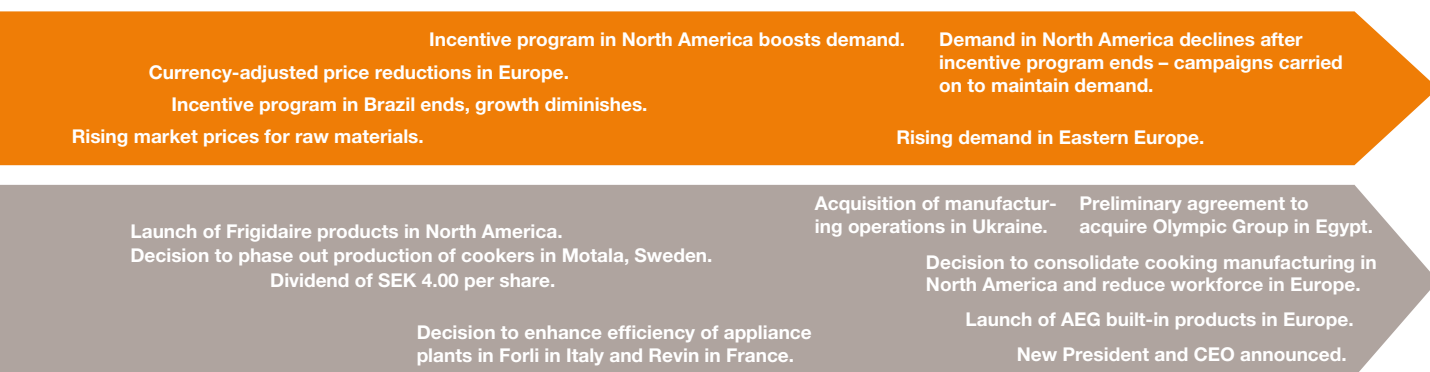 Incentive program in North America boosts demand.
Currency-adjusted price reductions in Europe.
Incentive program in Brazil ends, growth diminishes.
Rising market prices for raw materials.
Demand in North America declines after
incentive program ends – campaigns carried
on to maintain demand.
Rising demand in Eastern Europe.
Launch of Frigidaire products in North America.
Decision to phase out production of cookers in Motala, Sweden.
Dividend of SEK 4.00 per share.
Decision to enhance efficiency of appliance
plants in Forli in Italy and Revin in France.
Acquisition of manufactur-
ing operations in Ukraine.
Preliminary agreement to
acquire Olympic Group in Egypt.
Decision to consolidate cooking manufacturing in
North America and reduce workforce in Europe.
Launch of AEG built-in products in Europe.
New President and CEO announced.